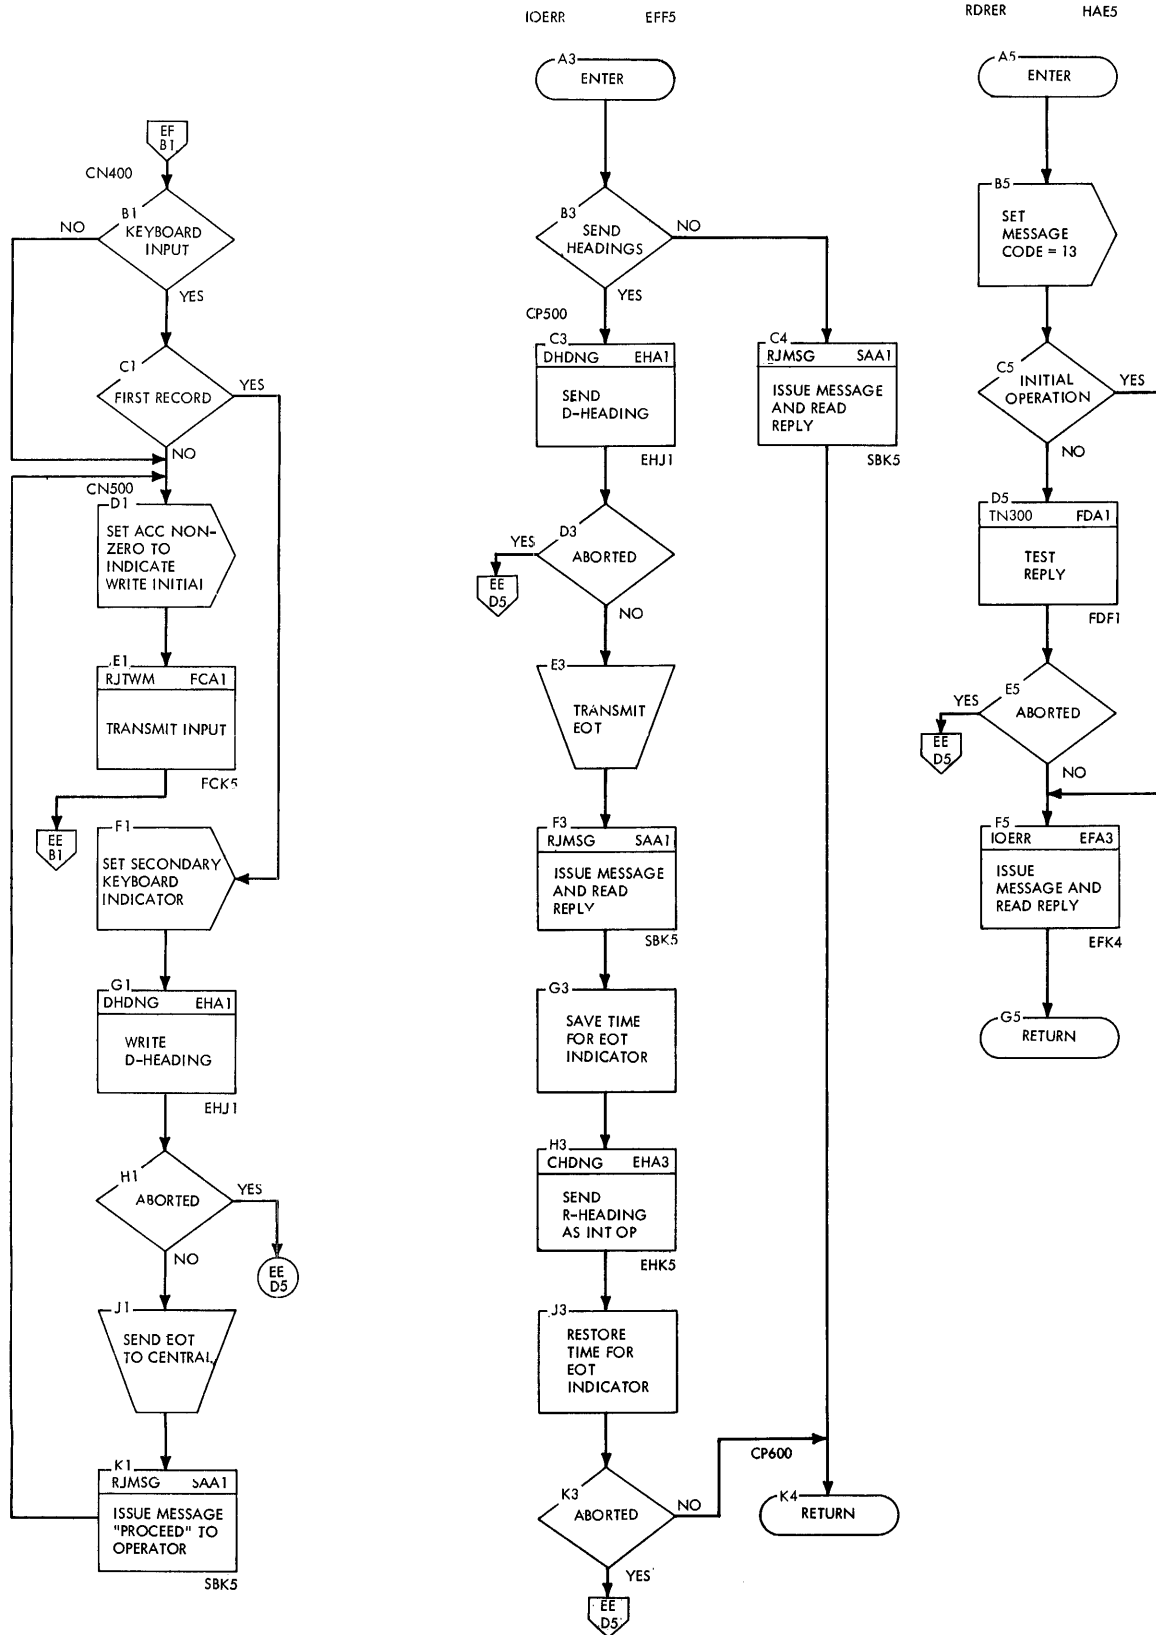 IOERR EFF5
RDRER HAE5
EF
B1
CN400
B1
KEYBOARD
INPUT
NO
YES
C1
FIRST RECORD
YES
NO
CN500
D1
SET ACC NON-
ZERO TO
INDICATE
WRITE INITIAL
E1
RJTWM FCA1
TRANSMIT INPUT
FCK5
EE
B1
F1
SET SECONDARY
KEYBOARD
INDICATOR
G1
DHDNG EHA1
WRITE
D-HEADING
EHJ1
H1
ABORTED
YES
NO
EE
D5
J1
SEND EOT
TO CENTRAL
K1
RJMSG SAA1
ISSUE MESSAGE
"PROCEED" TO
OPERATOR
SBK5
A3
ENTER
B3
SEND
HEADINGS
NO
YES
CP500
C3
DHDNG EHA1
SEND
D-HEADING
EHJ1
C4
RJMSG SAA1
ISSUE MESSAGE
AND READ
REPLY
SBK5
D3
ABORTED
YES
EE
D5
NO
E3
TRANSMIT
EOT
F3
RJMSG SAA1
ISSUE MESSAGE
AND READ
REPLY
SBK5
G3
SAVE TIME
FOR EOT
INDICATOR
H3
CHDNG EHA3
SEND
R-HEADING
AS INT OP
EHK5
J3
RESTORE
TIME FOR
EOT
INDICATOR
CP600
K3
ABORTED
NO
YES
EE
D5
K4
RETURN
A5
ENTER
B5
SET
MESSAGE
CODE = 13
C5
INITIAL
OPERATION
YES
NO
D5
TN300 FDA1
TEST
REPLY
FDF1
E5
ABORTED
YES
EE
D5
NO
F5
IOERR EFA3
ISSUE
MESSAGE AND
READ REPLY
EFK4
G5
RETURN